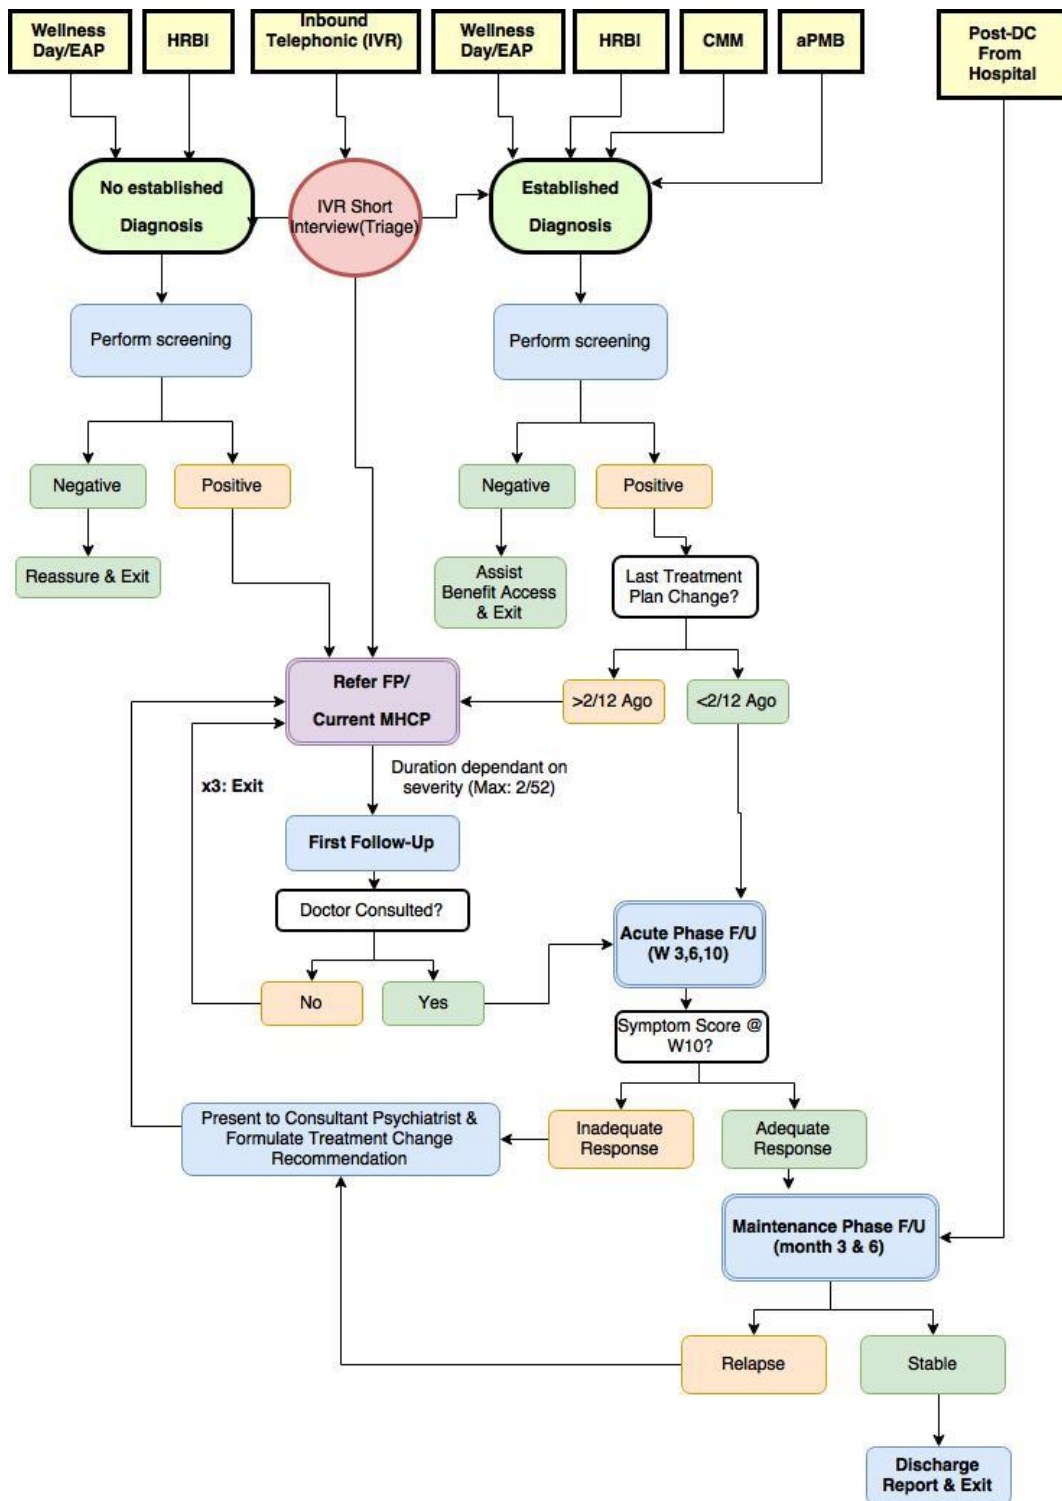 Wellness
Day/EAP
HRBI
Inbound
Telephonic (IVR)
Wellness
Day/EAP
HRBI
CMM
aPMB
Post-DC
From
Hospital
No established
Diagnosis
IVR Short
Interview(Triage)
Established
Diagnosis
Perform screening
Perform screening
Negative
Positive
Negative
Positive
Reassure & Exit
Assist
Benefit Access
& Exit
Last Treatment
Plan Change?
Refer FP/
Current MHCP
>2/12 Ago
<2/12 Ago
x3: Exit
Duration dependant on
severity (Max: 2/52)
First Follow-Up
Doctor Consulted?
Acute Phase F/U
(W 3,6,10)
No
Yes
Symptom Score @
W10?
Present to Consultant Psychiatrist &
Formulate Treatment Change
Recommendation
Inadequate
Response
Adequate
Response
Maintenance Phase F/U
(month 3 & 6)
Relapse
Stable
Discharge
Report & Exit